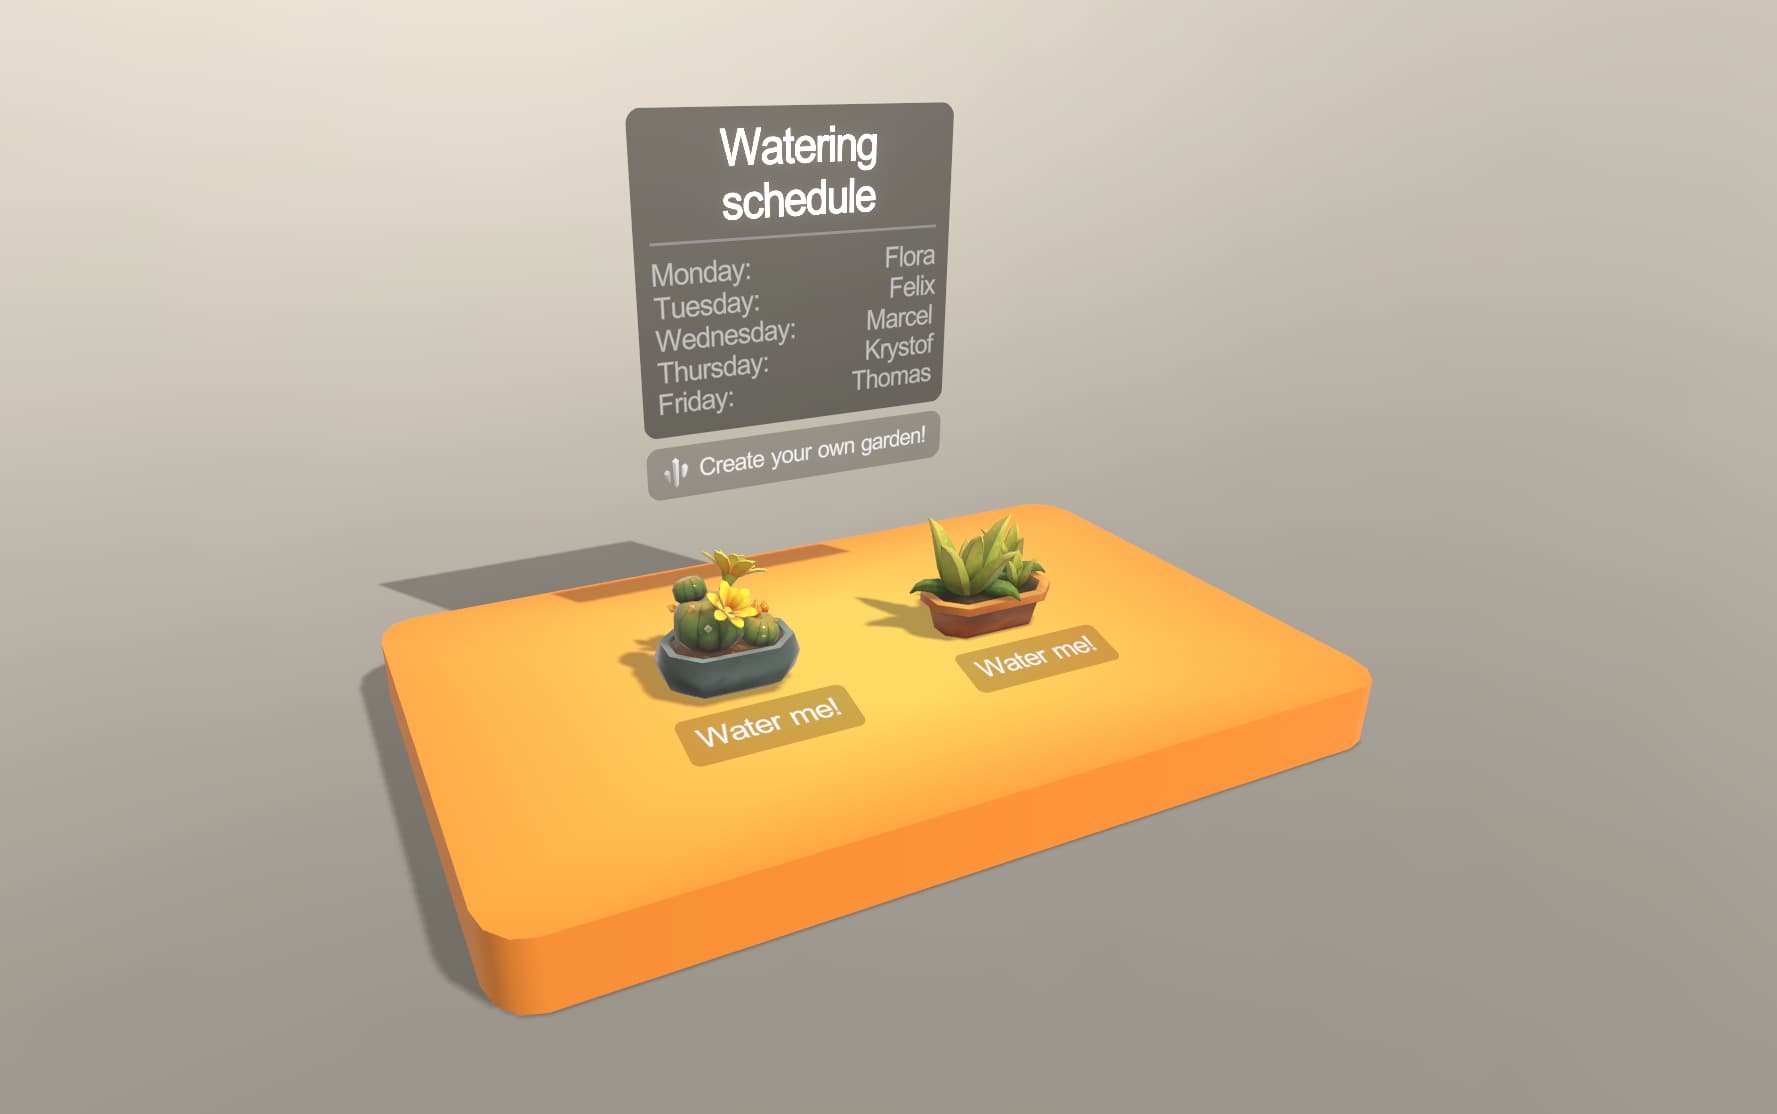 Watering
schedule
Monday: Flora
Tuesday: Felix
Wednesday: Marcel
Thursday: Krystof
Friday: Thomas
Create your own garden!
Water me!
Water me!